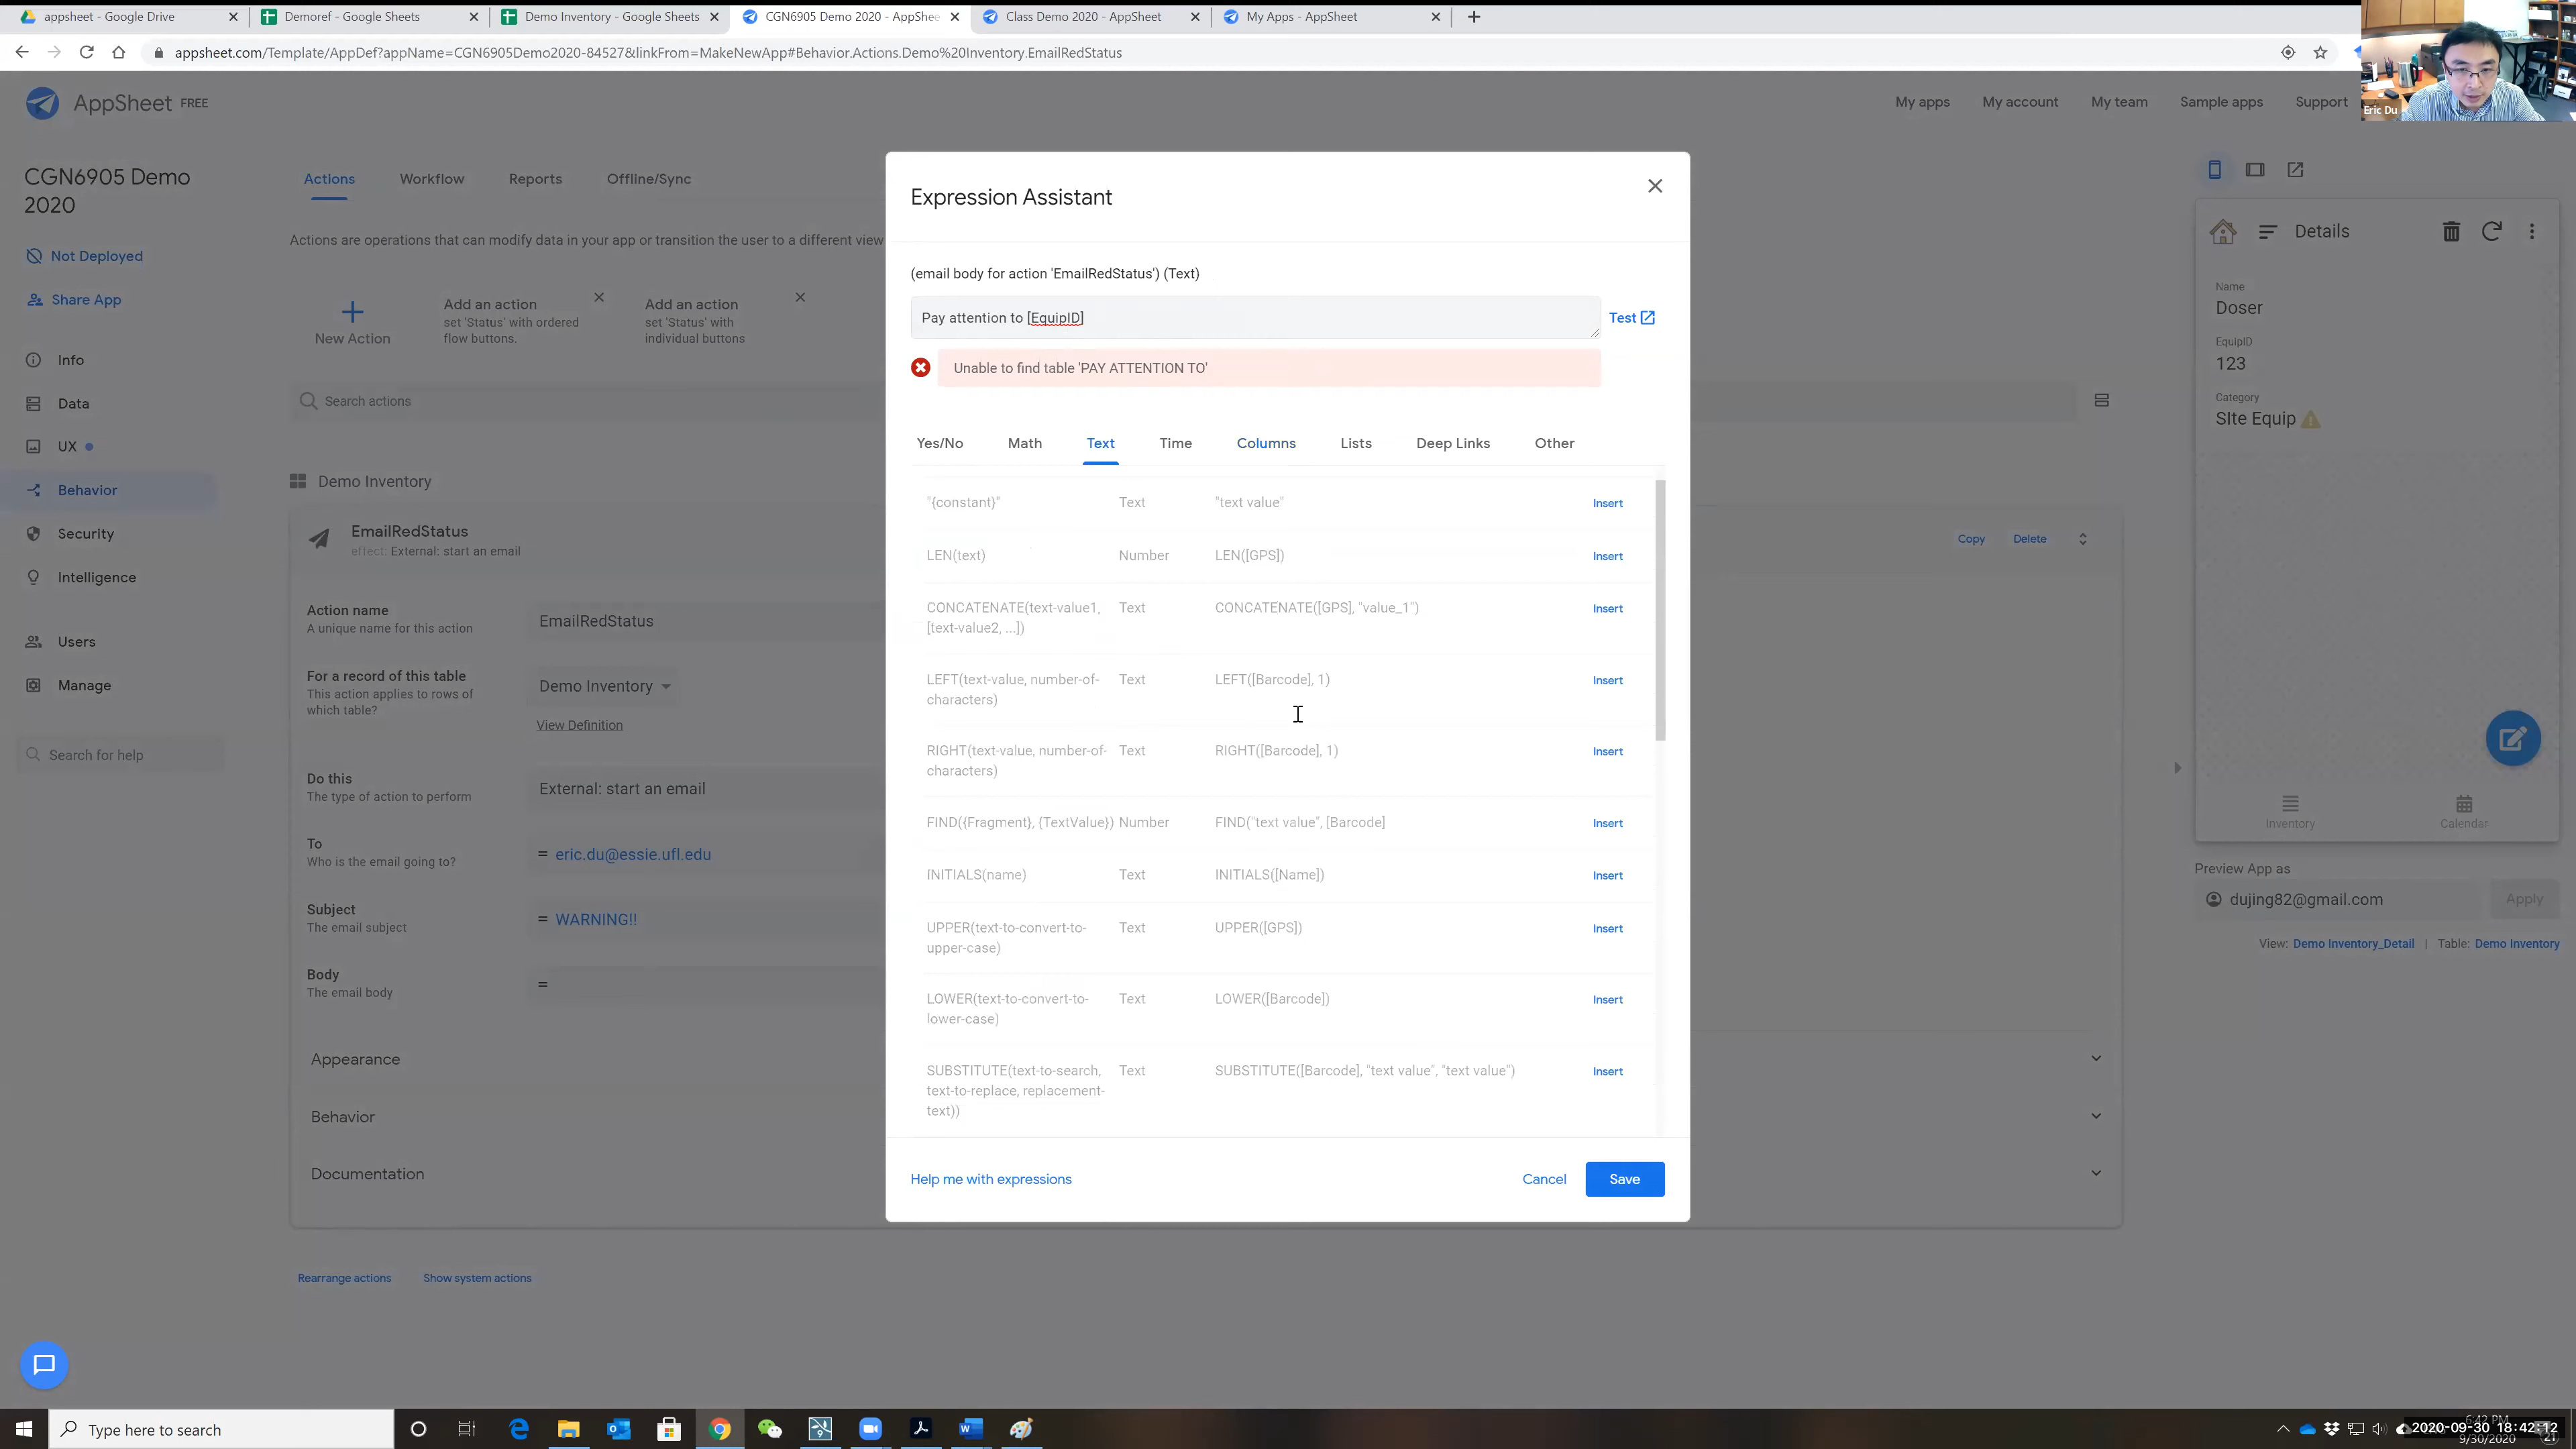 appsheet - Google Drive
Demoref - Google Sheets
Demo Inventory - Google Sheets
CGN6905 Demo 2020 - AppShee
Class Demo 2020 - AppSheet
My Apps - AppSheet
appsheet.com/Template/AppDef?appName=CGN6905Demo2020-84527&linkFrom=MakeNewApp#Behavior.Actions.Demo%20Inventory.EmailRedStatus
Eric Du
AppSheet FREE
My apps
My account
My team
Sample apps
Support
CGN6905 Demo
2020
Not Deployed
Share App
Info
Data
UX
Behavior
Security
Intelligence
Users
Manage
Search for help
Actions
Workflow
Reports
Offline/Sync
Actions are operations that can modify data in your app or transition the user to a different view
New Action
Add an action
set 'Status' with ordered
flow buttons.
Add an action
set 'Status' with
individual buttons
Search actions
Demo Inventory
EmailRedStatus
effect: External: start an email
Copy
Delete
Action name
A unique name for this action
EmailRedStatus
For a record of this table
This action applies to rows of
which table?
Demo Inventory
View Definition
Do this
The type of action to perform
External: start an email
To
Who is the email going to?
= eric.du@essie.ufl.edu
Subject
The email subject
= WARNING!!
Body
The email body
=
Appearance
Behavior
Documentation
Rearrange actions
Show system actions
Expression Assistant
(email body for action 'EmailRedStatus') (Text)
Pay attention to [EquipID]
Test
Unable to find table 'PAY ATTENTION TO'
Yes/No
Math
Text
Time
Columns
Lists
Deep Links
Other
"{constant}" Text "text value" Insert
LEN(text) Number LEN([GPS]) Insert
CONCATENATE(text-value1, Text CONCATENATE([GPS], "value_1") Insert
[text-value2, ...])
LEFT(text-value, number-of- Text LEFT([Barcode], 1) Insert
characters)
RIGHT(text-value, number-of- Text RIGHT([Barcode], 1) Insert
characters)
FIND({Fragment}, {TextValue}) Number FIND("text value", [Barcode] Insert
INITIALS(name) Text INITIALS([Name]) Insert
UPPER(text-to-convert-to- Text UPPER([GPS]) Insert
upper-case)
LOWER(text-to-convert-to- Text LOWER([Barcode]) Insert
lower-case)
SUBSTITUTE(text-to-search, Text SUBSTITUTE([Barcode], "text value", "text value") Insert
text-to-replace, replacement-
text))
Help me with expressions
Cancel
Save
Details
Name
Doser
EquipID
123
Category
SIte Equip
Inventory
Calendar
Preview App as
dujing82@gmail.com
Apply
View: Demo Inventory_Detail | Table: Demo Inventory
Type here to search
6:42 PM
2020-09-30 18:42:12
9/30/2020
21